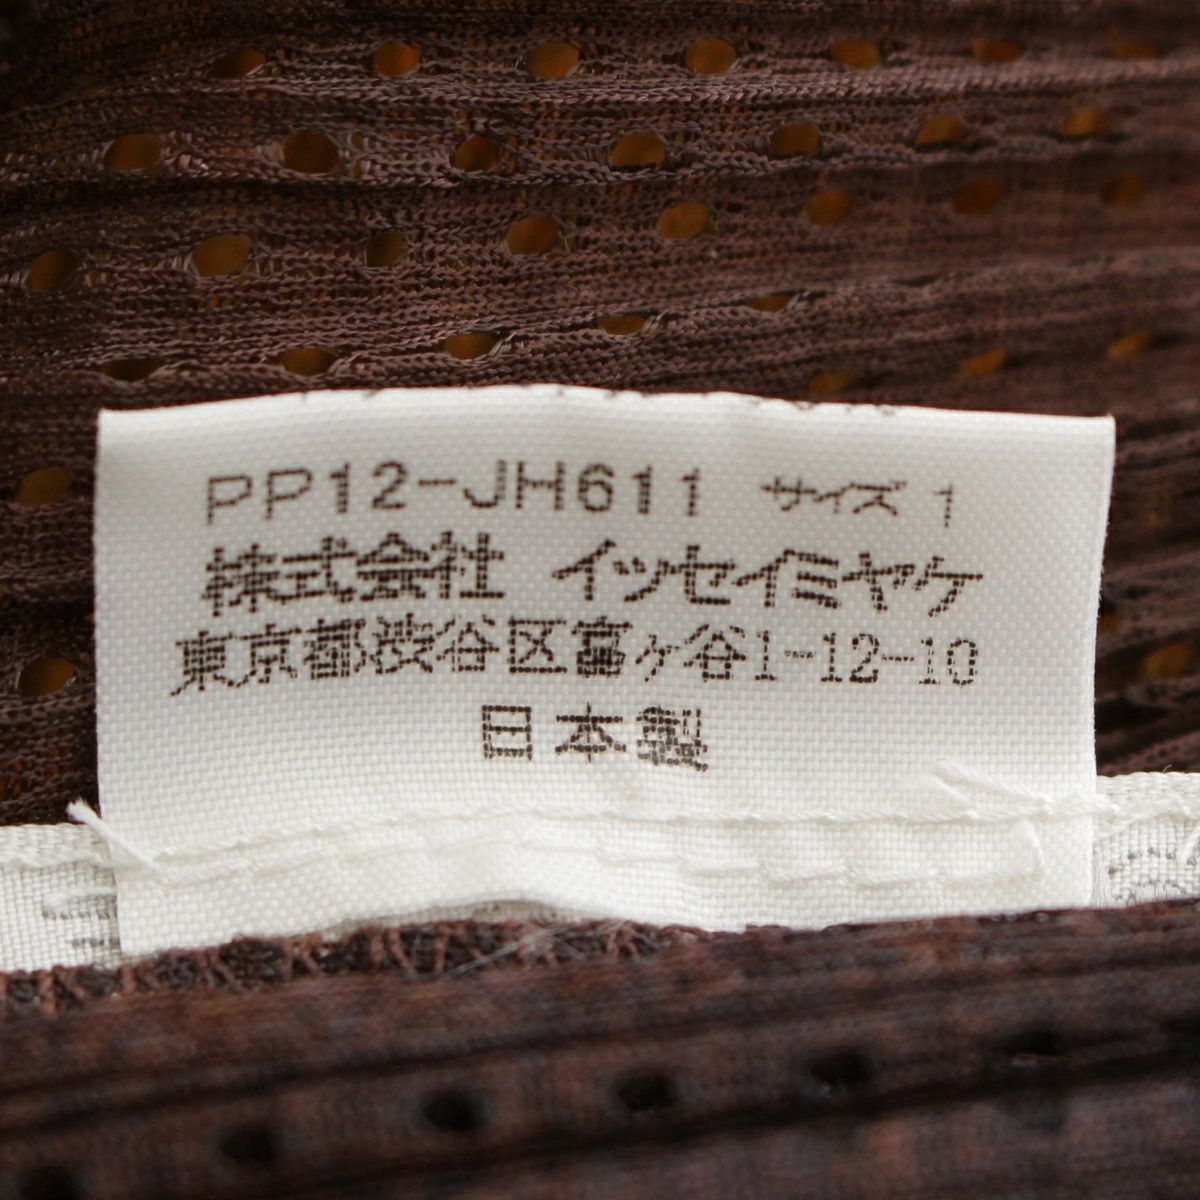 PP12-JH611 サイズ 1
株式会社 イッセイミヤケ
東京都渋谷区富ヶ谷1-12-10
日本製